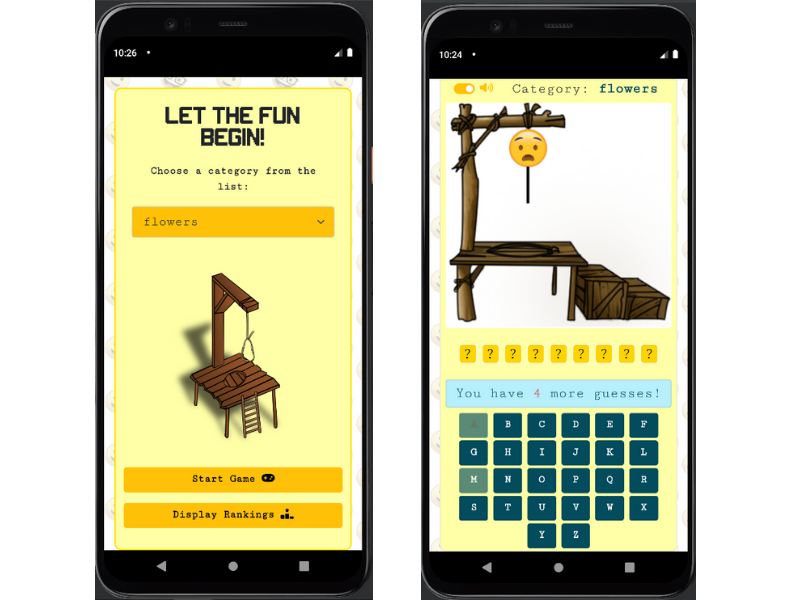 10:26
LET THE FUN
BEGIN!
Choose a category from the
list:
flowers
Start Game
Display Rankings
10:24
Category: flowers
? ? ? ? ? ? ? ? ?
You have 4 more guesses!
A B C D E F
G H I J K L
M N O P Q R
S T U V W X
Y Z